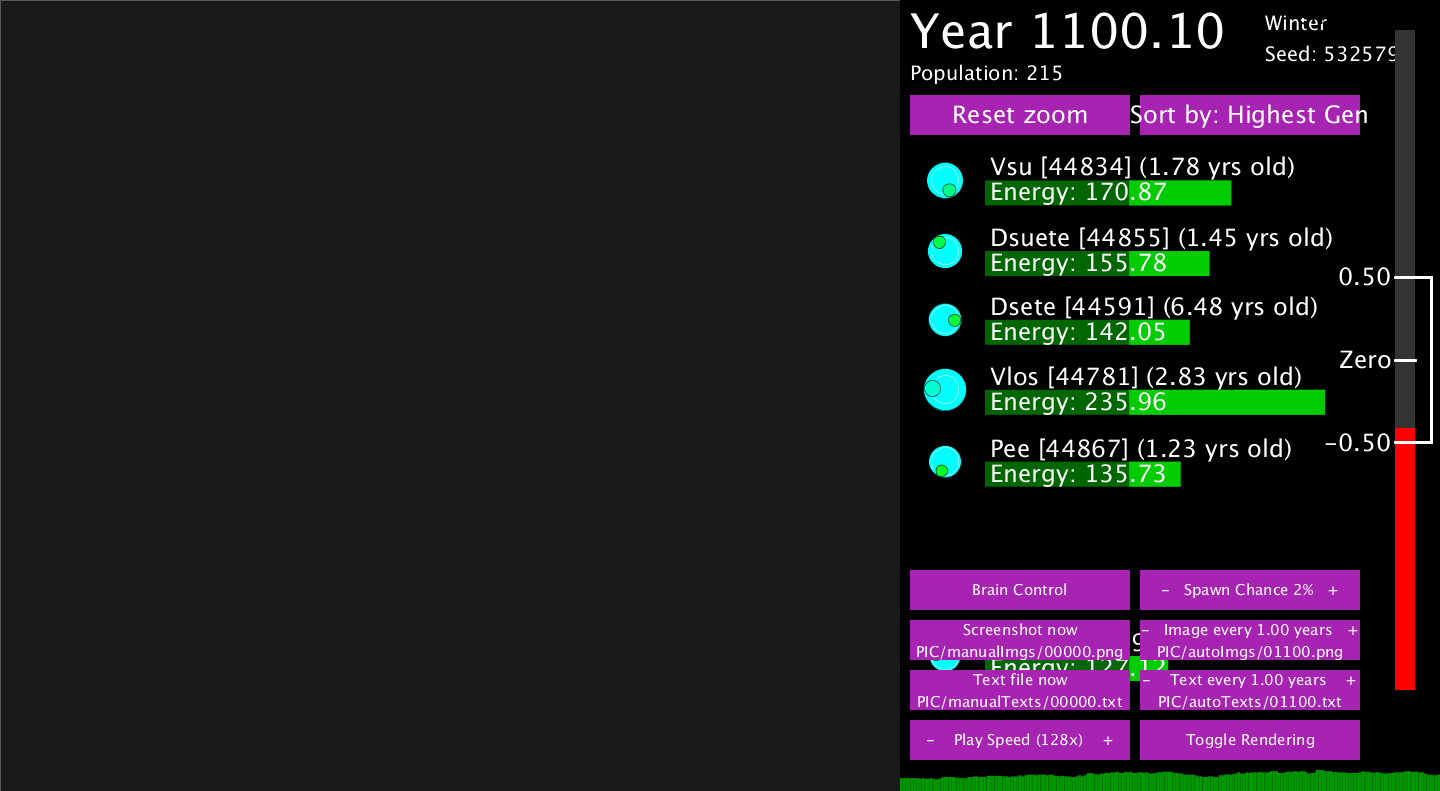 Year 1100.10
Winter
Seed: 532579
Population: 215
Reset zoom
Sort by: Highest Gen
Vsu [44834] (1.78 yrs old)
Energy: 170.87
Dsuete [44855] (1.45 yrs old)
Energy: 155.78
Dsete [44591] (6.48 yrs old)
Energy: 142.05
Vlos [44781] (2.83 yrs old)
Energy: 235.96
Pee [44867] (1.23 yrs old)
Energy: 135.73
0.50
Zero
-0.50
Brain Control
- Spawn Chance 2% +
Screenshot now
PIC/manualImgs/00000.png
- Image every 1.00 years +
PIC/autoImgs/01100.png
Energy: 127.12
Text file now
PIC/manualTexts/00000.txt
- Text every 1.00 years +
PIC/autoTexts/01100.txt
- Play Speed (128x) +
Toggle Rendering